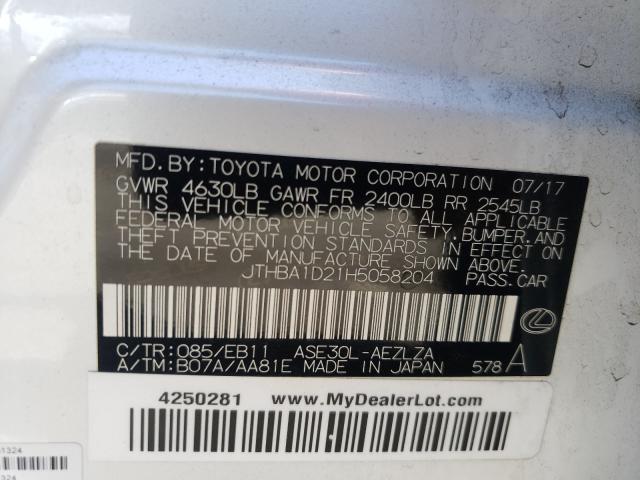 MFD. BY: TOYOTA MOTOR CORPORATION 07/17
GVWR 4630LB GAWR FR 2400LB RR 2545LB
THIS VEHICLE CONFORMS TO ALL APPLICABLE
FEDERAL MOTOR VEHICLE SAFETY, BUMPER, AND
THEFT PREVENTION STANDARDS IN EFFECT ON
THE DATE OF MANUFACTURE SHOWN ABOVE.
JTHBA1D21H5058204 PASS.CAR
C/TR: 085/EB11 ASE30L-AEZLZA
A/TM: B07A/AA81E MADE IN JAPAN 578 A
4250281 www.MyDealerLot.com
1324
324